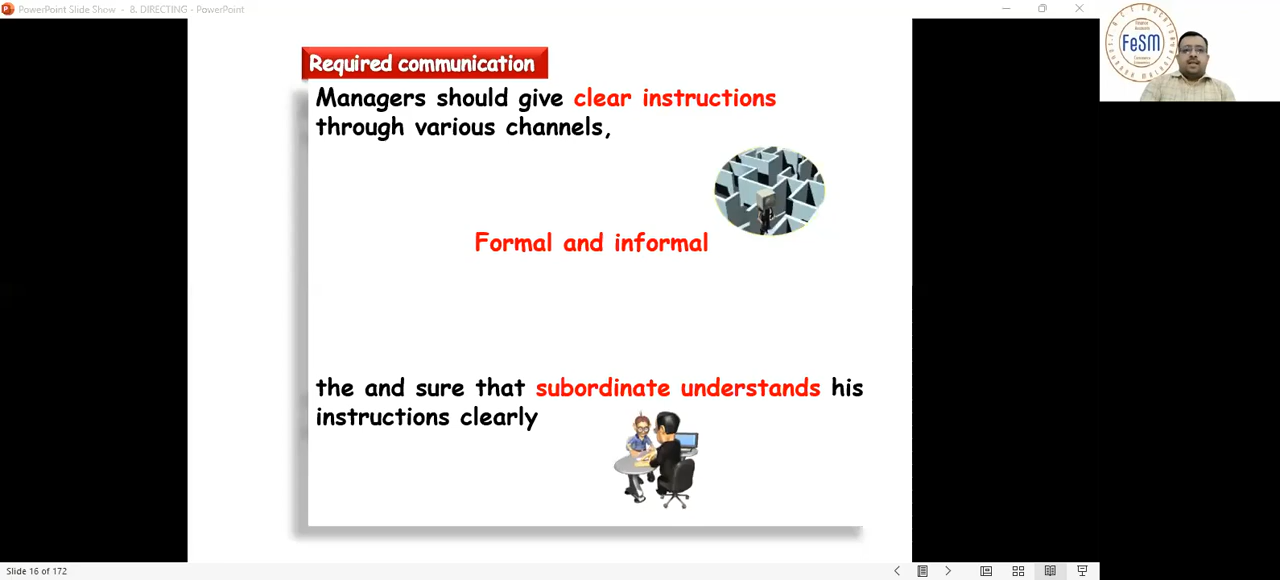 PowerPoint Slide Show - 8. DIRECTING - PowerPoint
FeSM
Required communication
Managers should give clear instructions
through various channels,
Formal and informal
the and sure that subordinate understands his
instructions clearly
Slide 16 of 172